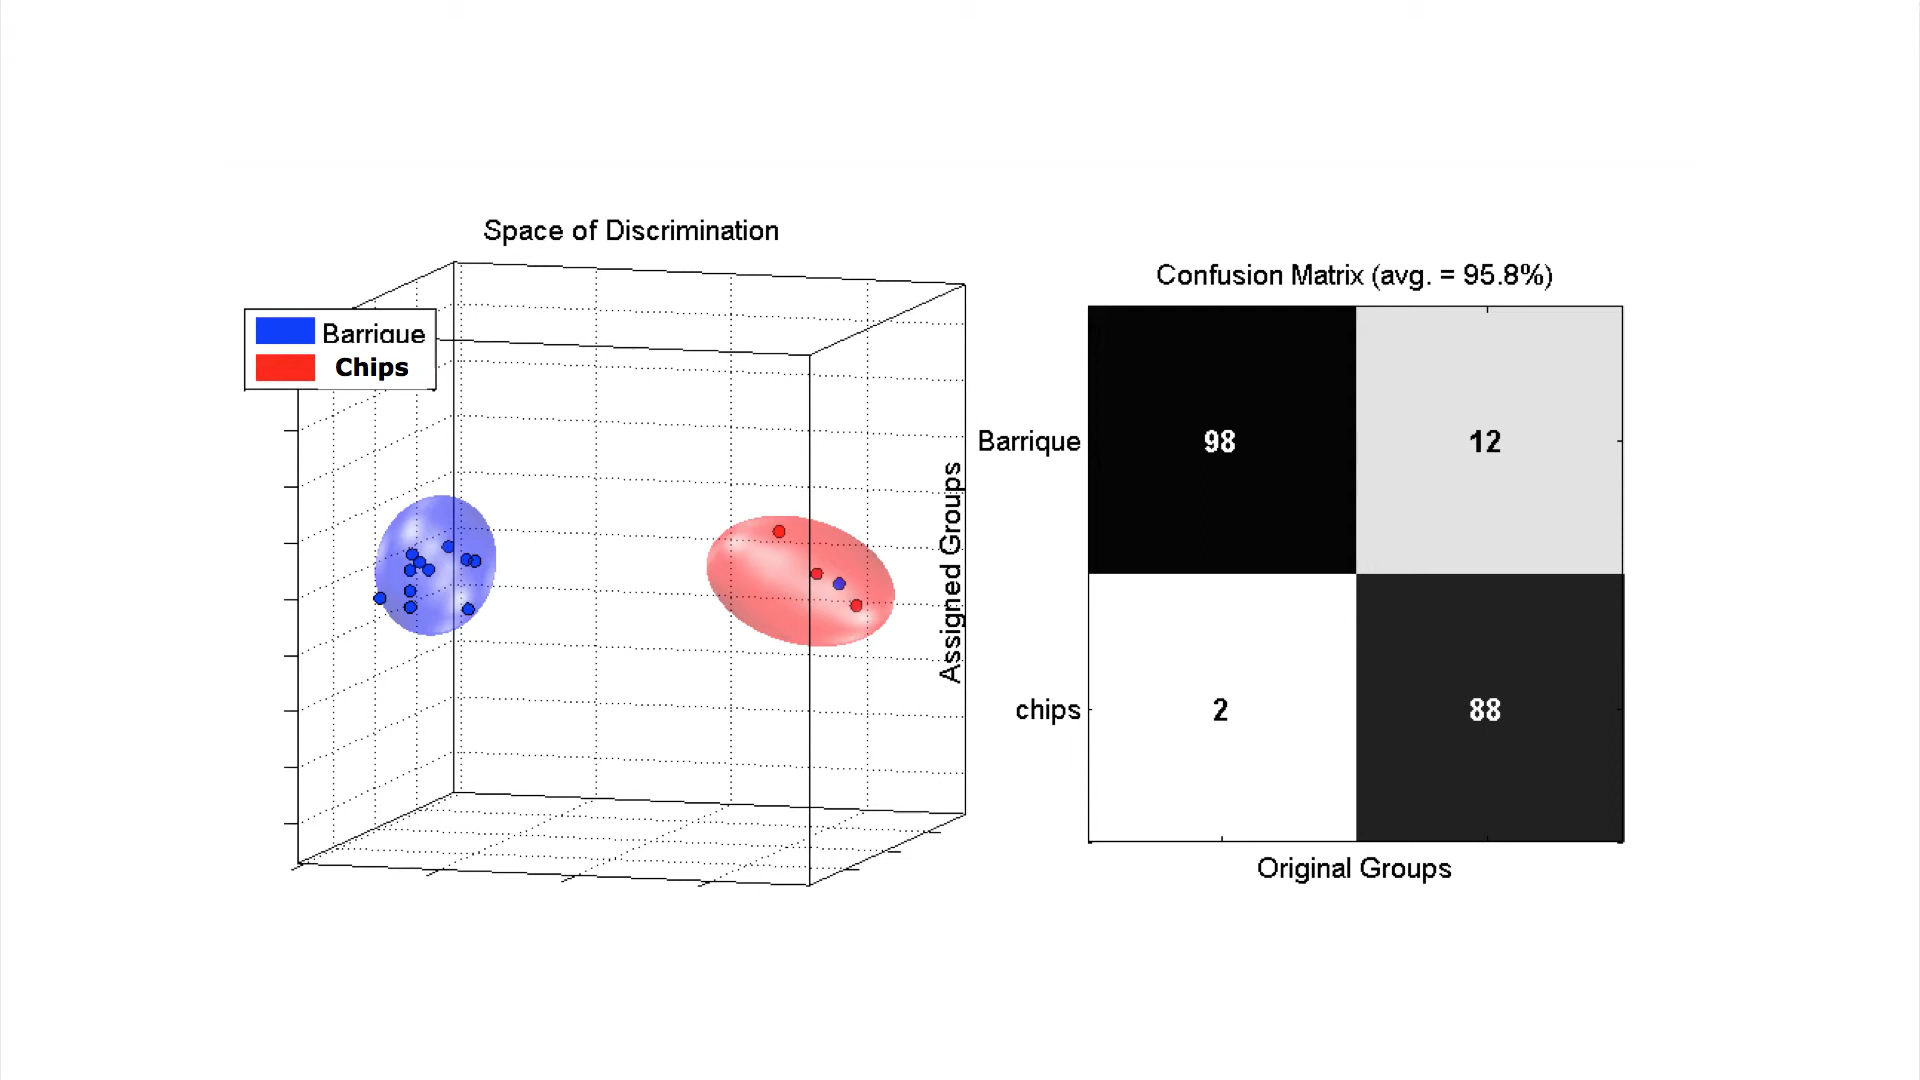 Space of Discrimination
Barrique
Chips
Confusion Matrix (avg. = 95.8%)
Assigned Groups
Barrique
98
12
chips
2
88
Original Groups